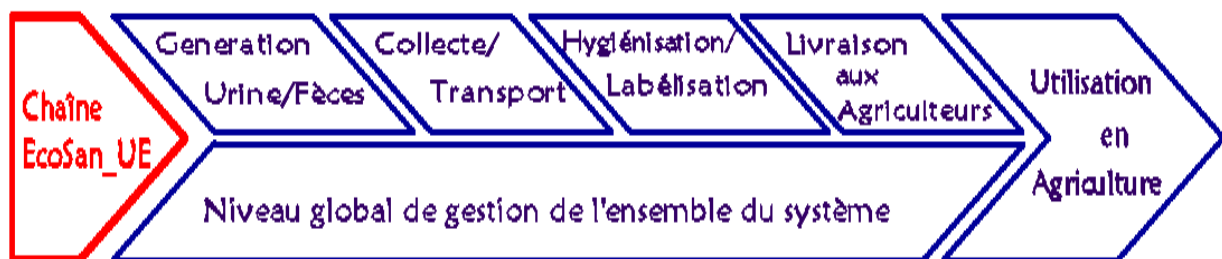 Chaîne
EcoSan_UE
Generation
Urine/Fèces
Collecte/
Transport
Hygiénisation/
Labélisation
Livraison
aux
Agriculteurs
Utilisation
en
Agriculture
Niveau global de gestion de l'ensemble du système